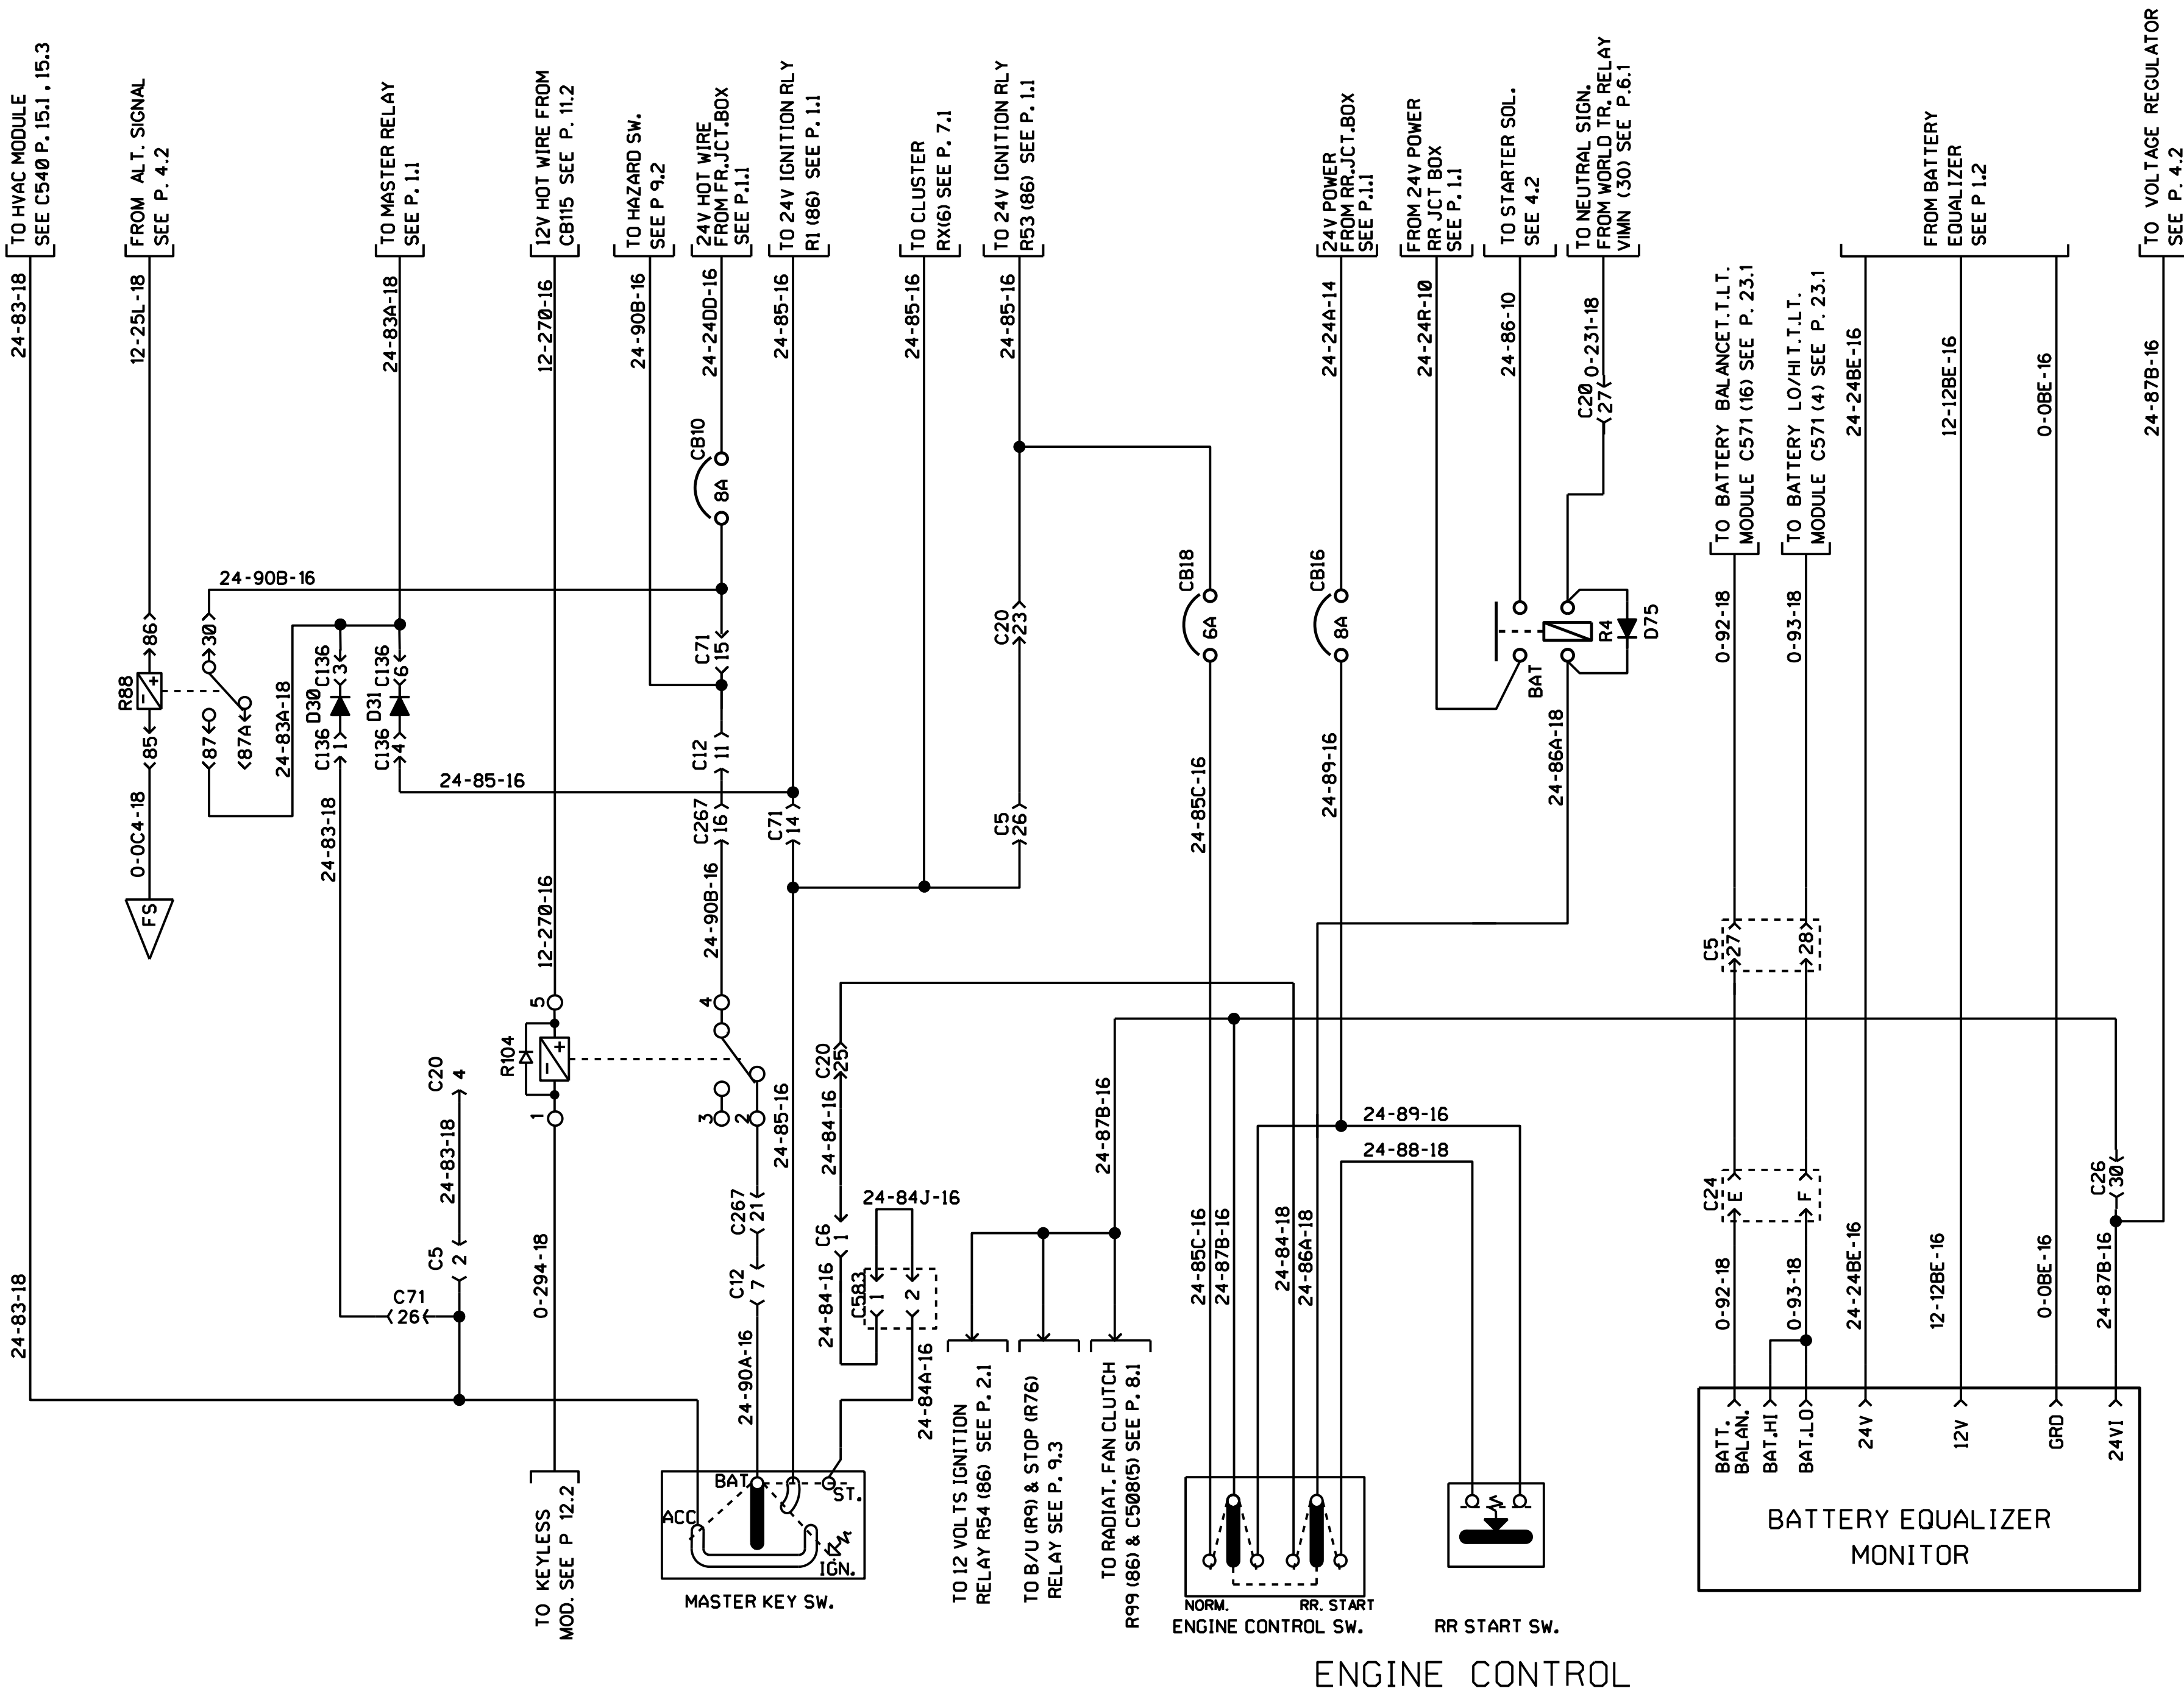 TO HVAC MODULE
SEE C540 P. 15.1 , 15.3
24-83-18
24-83-18
FROM ALT. SIGNAL
SEE P. 4.2
12-25L-18
86
R88
85
0-0C4-18
FS
24-90B-16
30
87
87A
24-83A-18
TO MASTER RELAY
SEE P. 1.1
24-83A-18
C136
3
D30
C136
1
24-83-18
C136
6
D31
C136
4
24-85-16
C71
26
C20
4
24-83-18
C5
2
12V HOT WIRE FROM
CB115 SEE P. 11.2
12-270-16
12-270-16
5
R104
1
0-294-18
TO KEYLESS
MOD. SEE P 12.2
TO HAZARD SW.
SEE P 9.2
24-90B-16
24V HOT WIRE
FROM FR.JCT.BOX
SEE P.1.1
24-24DD-16
CB10
8A
C71
15
C12
11
C267
16
24-90B-16
4
3
2
C267
21
C12
7
24-90A-16
TO 24V IGNITION RLY
R1 (86) SEE P. 1.1
24-85-16
C71
14
24-85-16
TO CLUSTER
RX(6) SEE P. 7.1
24-85-16
TO 24V IGNITION RLY
R53 (86) SEE P. 1.1
24-85-16
C20
23
C5
26
C20
25
24-84-16
C6
1
24-84-16
24-84J-16
C583
1
2
24-84A-16
BAT
ACC
ST.
IGN.
MASTER KEY SW.
24-87B-16
TO 12 VOLTS IGNITION
RELAY R54 (86) SEE P. 2.1
TO B/U (R9) & STOP (R76)
RELAY SEE P. 9.3
TO RADIAT. FAN CLUTCH
R99 (86) & C508(5) SEE P. 8.1
CB18
6A
24-85C-16
24-85C-16
24-87B-16
24-84-18
24-86A-18
24V POWER
FROM RR.JCT.BOX
SEE P.1.1
24-24A-14
CB16
8A
24-89-16
24-89-16
24-88-18
NORM.
RR. START
ENGINE CONTROL SW.
RR START SW.
FROM 24V POWER
RR JCT BOX
SEE P. 1.1
24-24R-10
TO STARTER SOL.
SEE 4.2
24-86-10
TO NEUTRAL SIGN.
FROM WORLD TR. RELAY
VIMN (30) SEE P.6.1
0-231-18
C20
27
BAT
R4
D75
24-86A-18
TO BATTERY BALANCET.T.LT.
MODULE C571 (16) SEE P. 23.1
0-92-18
TO BATTERY LO/HI T.T.LT.
MODULE C571 (4) SEE P. 23.1
0-93-18
C5
27
28
C24
E
F
0-92-18
0-93-18
FROM BATTERY
EQUALIZER
SEE P 1.2
24-24BE-16
12-12BE-16
0-0BE-16
24-24BE-16
12-12BE-16
0-0BE-16
TO VOLTAGE REGULATOR
SEE P. 4.2
24-87B-16
C26
30
24-87B-16
BATT.
BALAN.
BAT.HI
BAT.LO
24V
12V
GRD
24VI
BATTERY EQUALIZER
MONITOR
ENGINE CONTROL